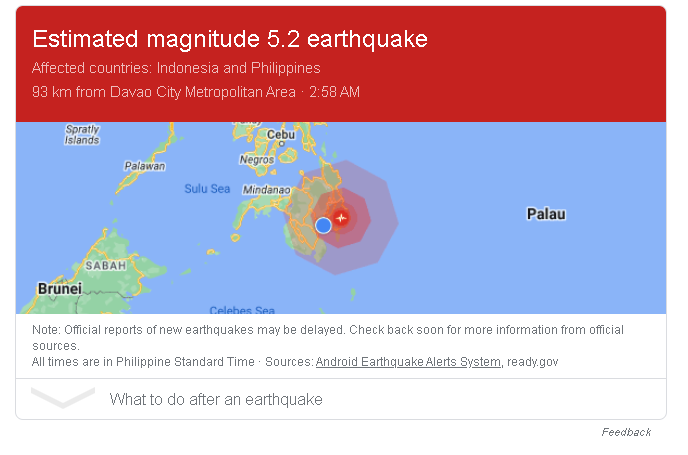 Estimated magnitude 5.2 earthquake
Affected countries: Indonesia and Philippines
93 km from Davao City Metropolitan Area · 2:58 AM
Spratly
Islands
Cebu
Negros
Palawan
Sulu Sea
Mindanao
Palau
SABAH
Brunei
Celebes Sea
Note: Official reports of new earthquakes may be delayed. Check back soon for more information from official
sources.
All times are in Philippine Standard Time · Sources: Android Earthquake Alerts System, ready.gov
What to do after an earthquake
Feedback